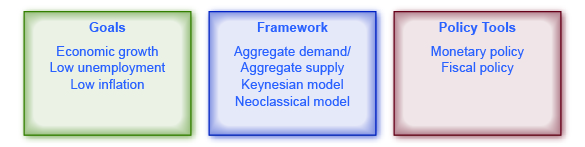 Goals
Economic growth
Low unemployment
Low inflation
Framework
Aggregate demand/
Aggregate supply
Keynesian model
Neoclassical model
Policy Tools
Monetary policy
Fiscal policy